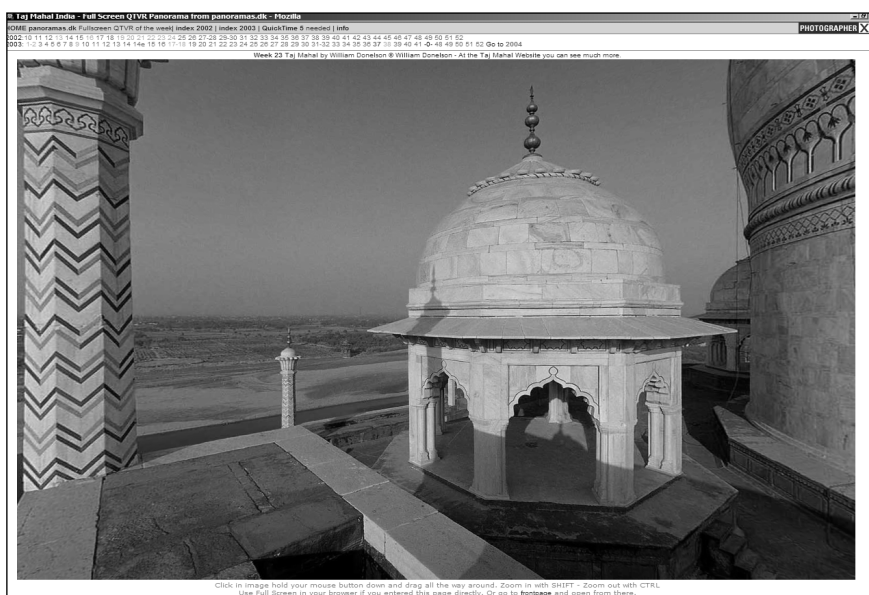 Taj Mahal India - Full Screen QTVR Panorama from panoramas.dk - Mozilla
HOME panoramas.dk Fullscreen QTVR of the week| index 2002 | index 2003 | QuickTime 5 needed | info
PHOTOGRAPHER X
2002:10 11 12 13 14 15 16 17 18 19 20 21 22 23 24 25 26 27-28 29-30 31 32 33 34 35 36 37 38 39 40 41 42 43 44 45 46 47 48 49 50 51 52
2003: 1-2 3 4 5 6 7 8 9 10 11 12 13 14 14e 15 16 17-18 19 20 21 22 23 24 25 26 27 28 29 30 31-32 33 34 35 36 37 38 39 40 41 -0- 48 49 50 51 52 Go to 2004
Week 23 Taj Mahal by William Donelson © William Donelson - At the Taj Mahal Website you can see much more.
Click in image hold your mouse button down and drag all the way around. Zoom in with SHIFT - Zoom out with CTRL
Use Full Screen in your browser if you entered this page directly. Or go to frontpage and open from there.